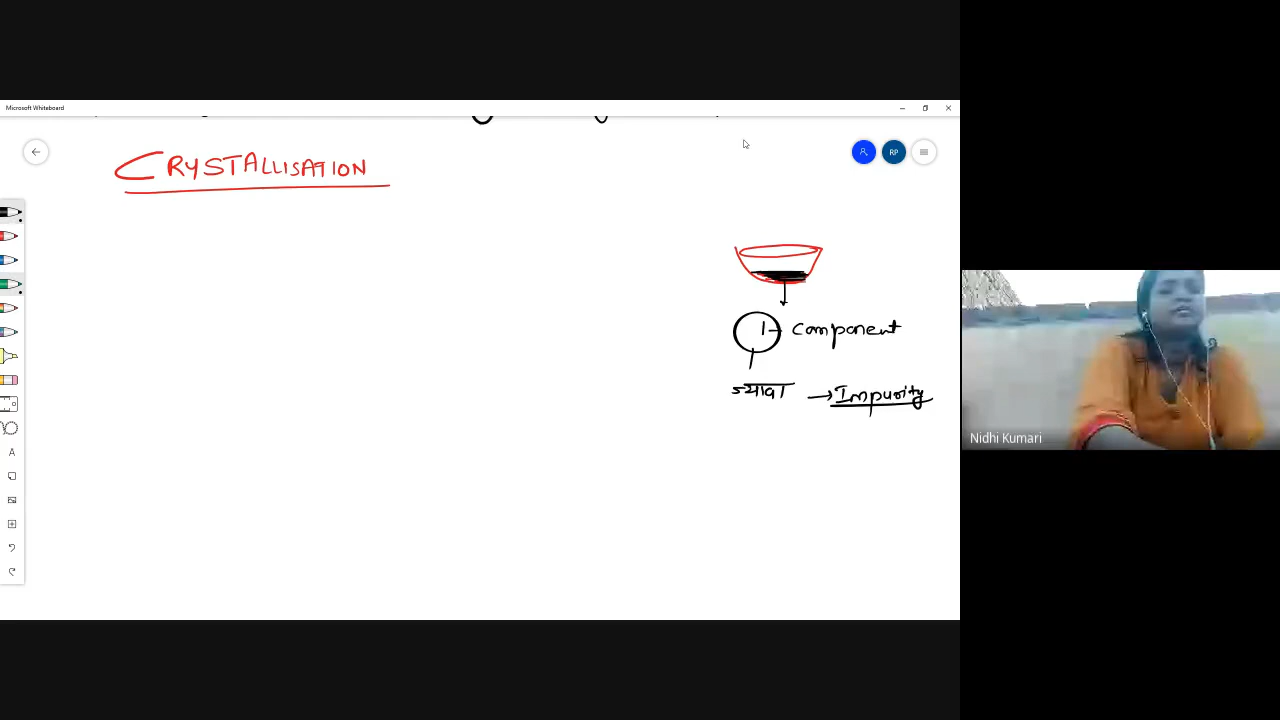 Microsoft Whiteboard
CRYSTALLISATION
RP
1 - Component
→ Impurity
A
Nidhi Kumari